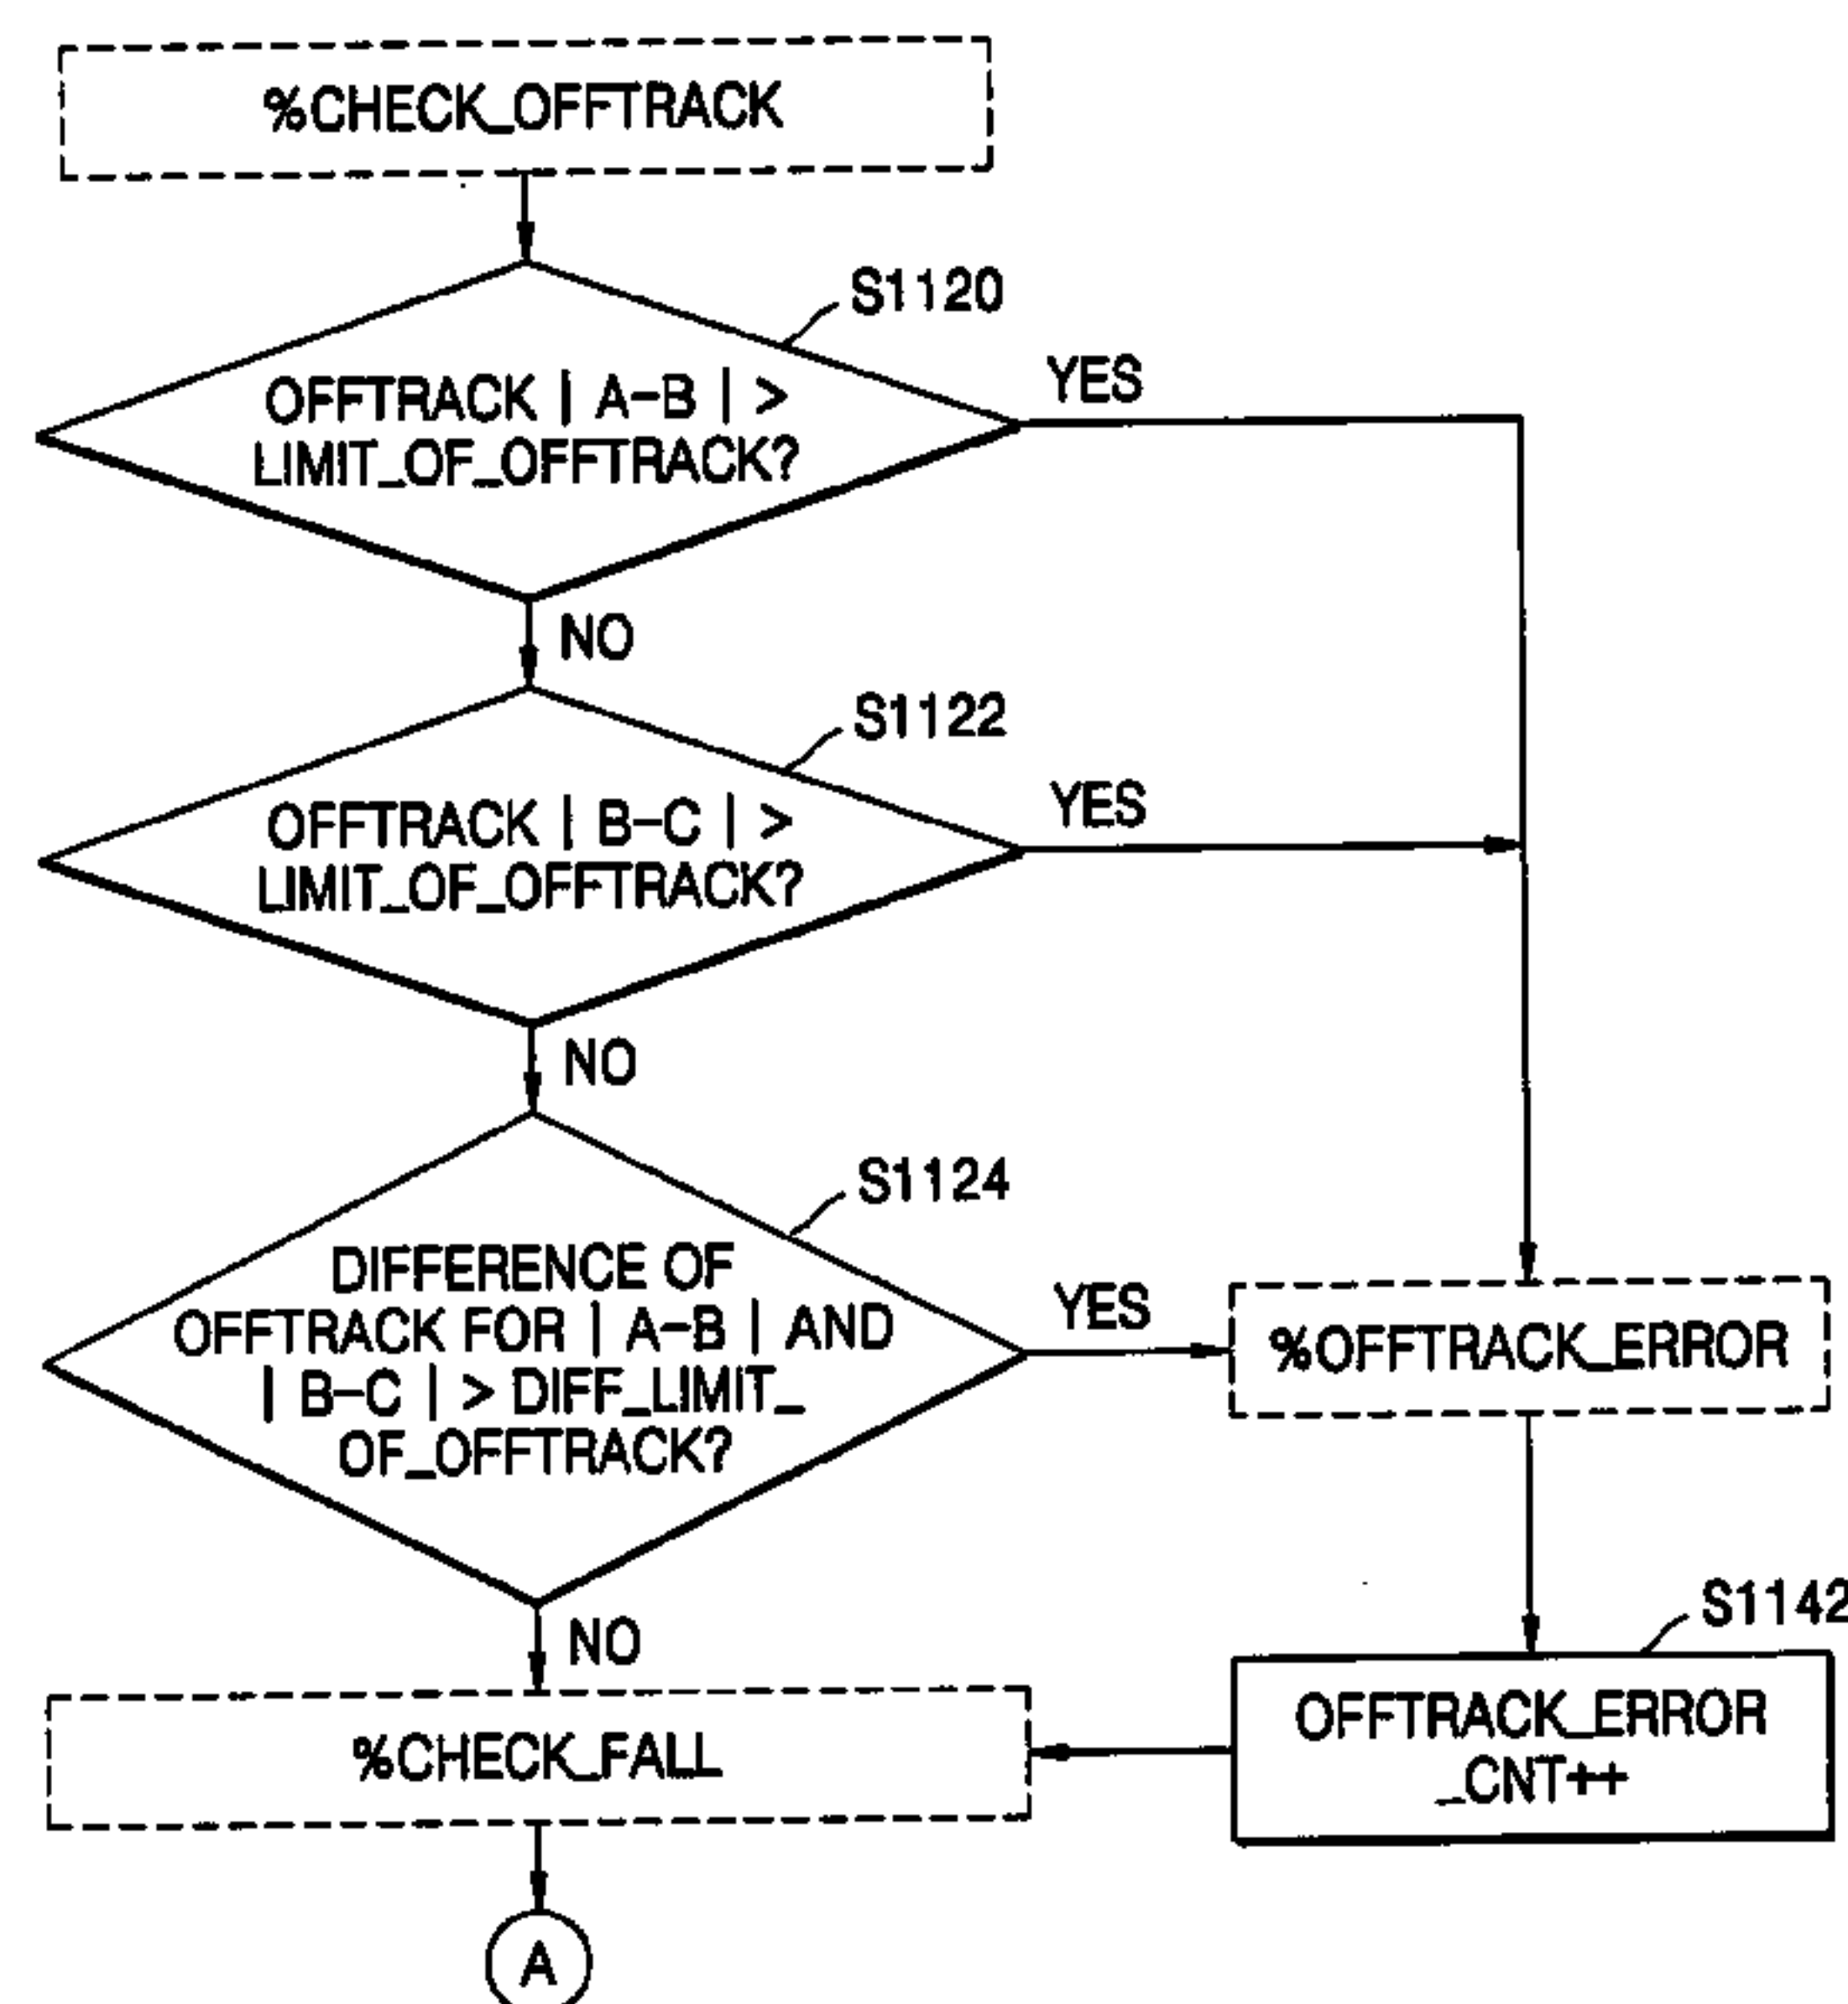 %CHECK_OFFTRACK
S1120
OFFTRACK | A-B | >
LIMIT_OF_OFFTRACK?
YES
NO
S1122
OFFTRACK | B-C | >
LIMIT_OF_OFFTRACK?
YES
NO
S1124
DIFFERENCE OF
OFFTRACK FOR | A-B | AND
| B-C | > DIFF_LIMIT_
OF_OFFTRACK?
YES
%OFFTRACK_ERROR
NO
S1142
OFFTRACK_ERROR
_CNT++
%CHECK_FALL
A